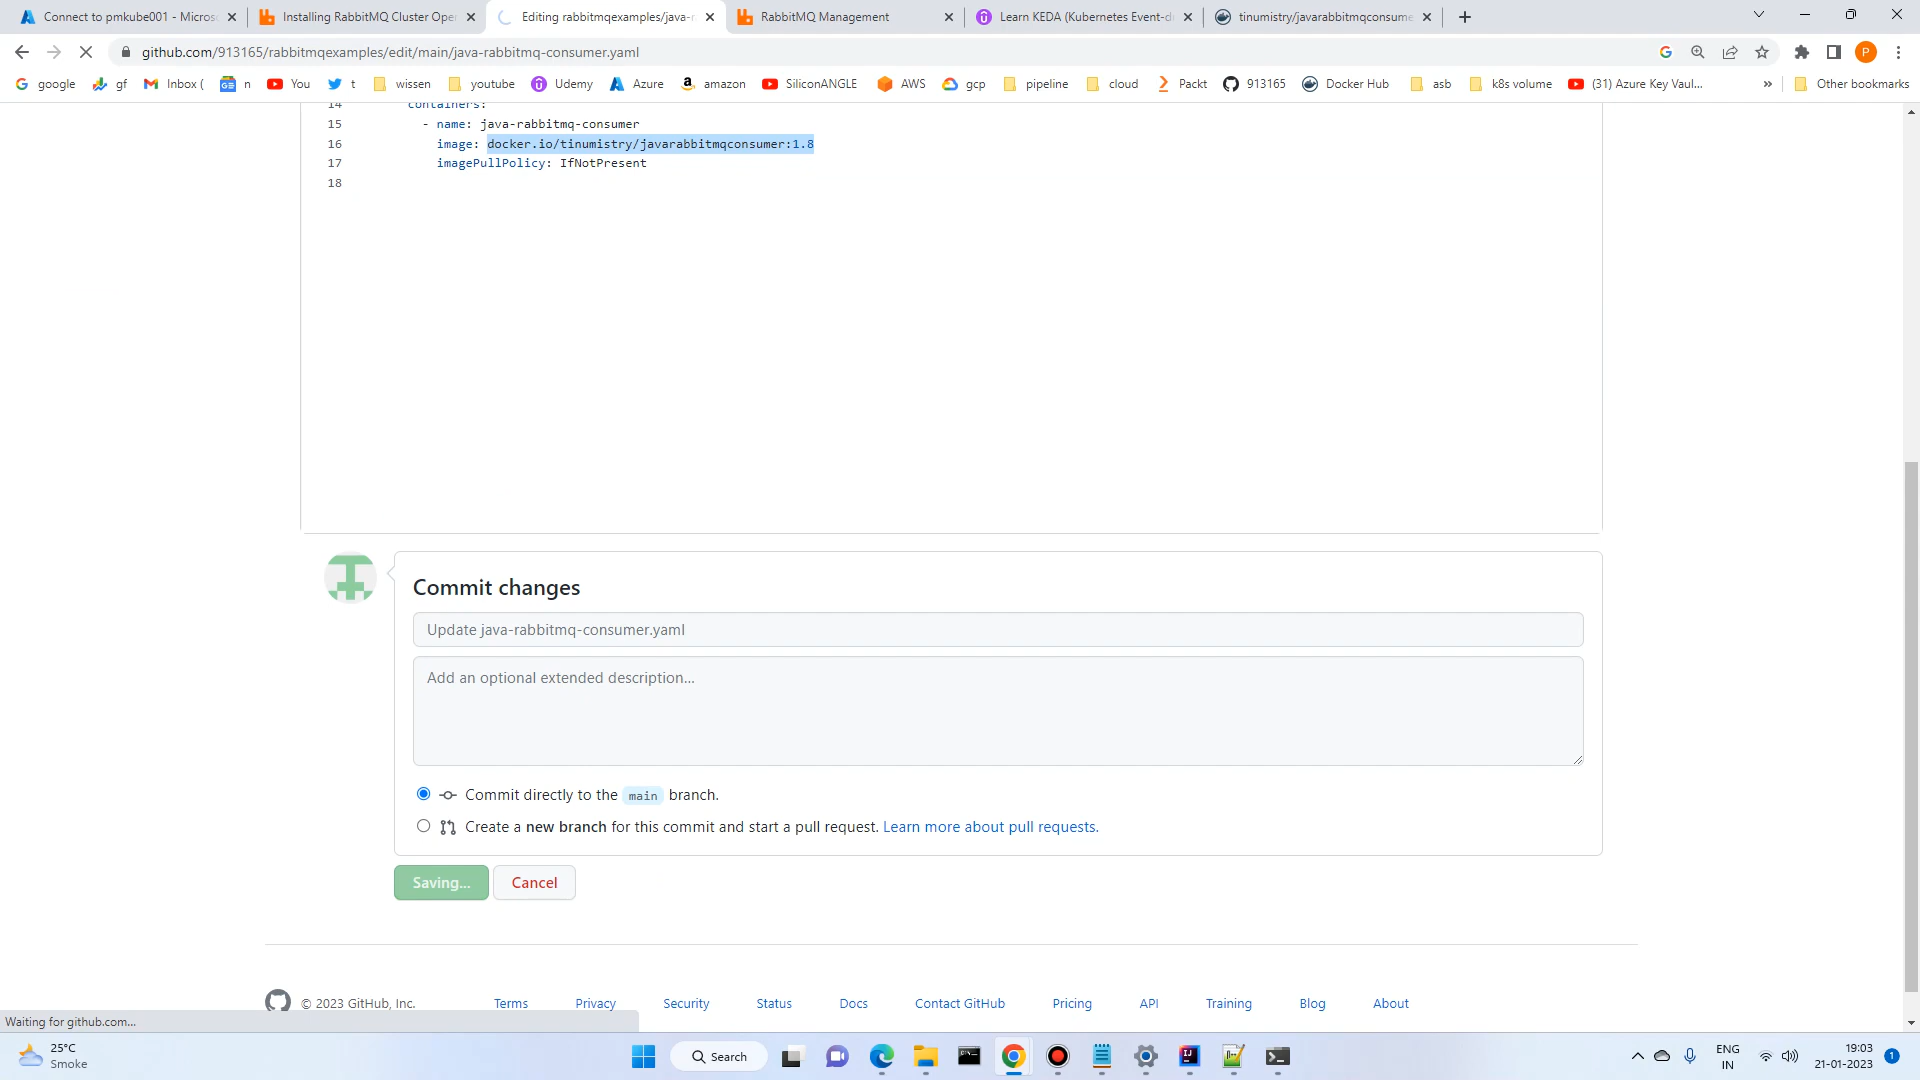 Connect to pmkube001 - Micros
Installing RabbitMQ Cluster Oper
Editing rabbitmqexamples/java-r
RabbitMQ Management
Learn KEDA (Kubernetes Event-d
tinumistry/javarabbitmqconsume
github.com/913165/rabbitmqexamples/edit/main/java-rabbitmq-consumer.yaml
P
google
gf
Inbox (
n
You
t
wissen
youtube
Udemy
Azure
amazon
SiliconANGLE
AWS
gcp
pipeline
cloud
Packt
913165
Docker Hub
asb
k8s volume
(31) Azure Key Vaul...
»
Other bookmarks
14 containers:
15 - name: java-rabbitmq-consumer
16 image: docker.io/tinumistry/javarabbitmqconsumer:1.8
17 imagePullPolicy: IfNotPresent
18
Commit changes
Update java-rabbitmq-consumer.yaml
Add an optional extended description...
Commit directly to the main branch.
Create a new branch for this commit and start a pull request. Learn more about pull requests.
Saving...
Cancel
© 2023 GitHub, Inc.
Terms
Privacy
Security
Status
Docs
Contact GitHub
Pricing
API
Training
Blog
About
Waiting for github.com...
25°C
Smoke
Search
ENG
IN
19:03
21-01-2023
1